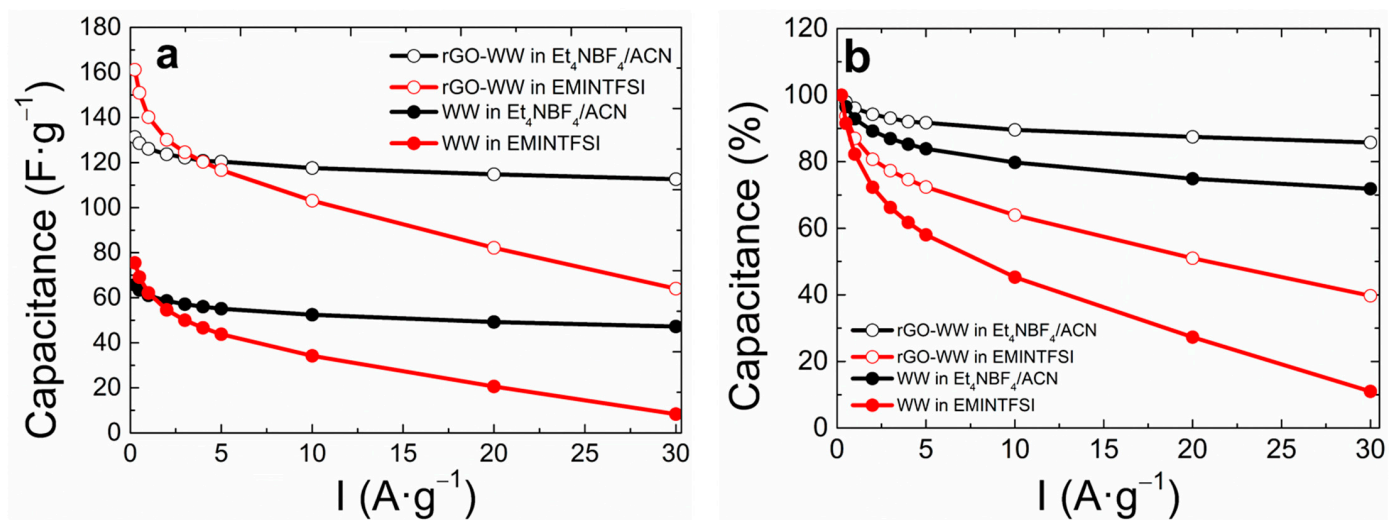 a
rGO-WW in Et₄NBF₄/ACN
rGO-WW in EMINTFSI
WW in Et₄NBF₄/ACN
WW in EMINTFSI
Capacitance (F·g⁻¹)
180
160
140
120
100
80
60
40
20
0
0 5 10 15 20 25 30
I (A·g⁻¹)
b
Capacitance (%)
120
100
80
60
40
20
0
rGO-WW in Et₄NBF₄/ACN
rGO-WW in EMINTFSI
WW in Et₄NBF₄/ACN
WW in EMINTFSI
0 5 10 15 20 25 30
I (A·g⁻¹)